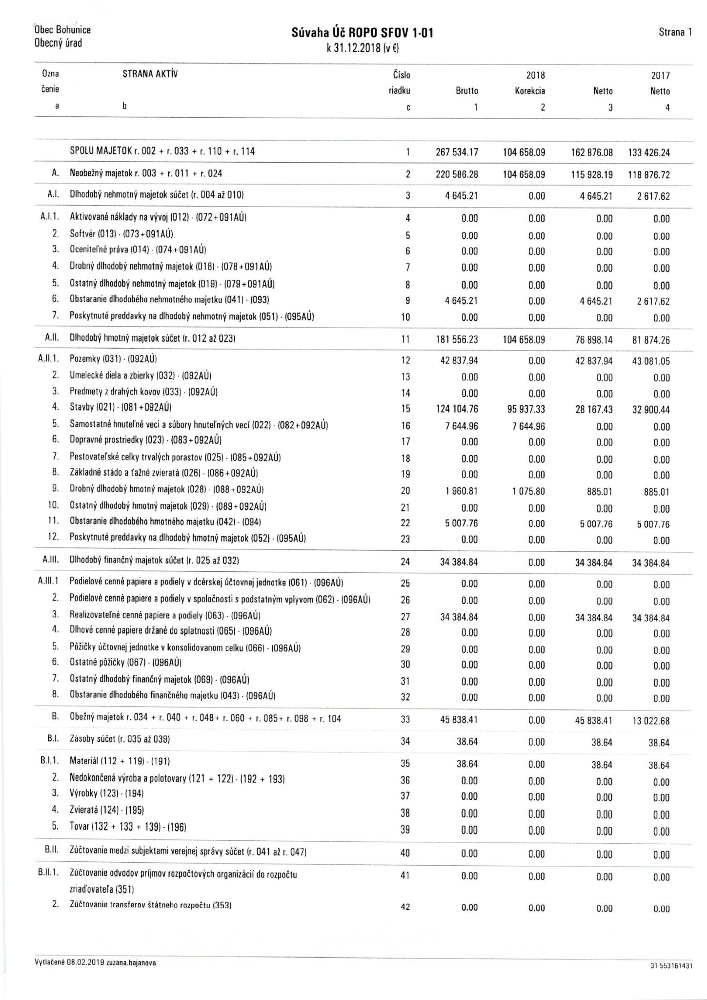 Obec Bohunice
Obecný úrad
Súvaha Úč ROPO SFOV 1-01
k 31.12.2018 (v €)
Strana 1
Ozna STRANA AKTÍV Číslo 2018 2017
čenie riadku Brutto Korekcia Netto Netto
a b c 1 2 3 4
SPOLU MAJETOK r. 002 + r. 033 + r. 110 + r. 114 1 267 534.17 104 658.09 162 876.08 133 426.24
A. Neobežný majetok r. 003 + r. 011 + r. 024 2 220 586.28 104 658.09 115 928.19 118 876.72
A.I. Dlhodobý nehmotný majetok súčet (r. 004 až 010) 3 4 645.21 0.00 4 645.21 2 617.62
A.I.1. Aktivované náklady na vývoj (012) - (072+091AÚ) 4 0.00 0.00 0.00 0.00
2. Softvér (013) - (073+091AÚ) 5 0.00 0.00 0.00 0.00
3. Oceniteľné práva (014) - (074+091AÚ) 6 0.00 0.00 0.00 0.00
4. Drobný dlhodobý nehmotný majetok (018) - (078+091AÚ) 7 0.00 0.00 0.00 0.00
5. Ostatný dlhodobý nehmotný majetok (019) - (079+091AÚ) 8 0.00 0.00 0.00 0.00
6. Obstaranie dlhodobého nehmotného majetku (041) - (093) 9 4 645.21 0.00 4 645.21 2 617.62
7. Poskytnuté preddavky na dlhodobý nehmotný majetok (051) - (095AÚ) 10 0.00 0.00 0.00 0.00
A.II. Dlhodobý hmotný majetok súčet (r. 012 až 023) 11 181 556.23 104 658.09 76 898.14 81 874.26
A.II.1. Pozemky (031) - (092AÚ) 12 42 837.94 0.00 42 837.94 43 081.05
2. Umelecké diela a zbierky (032) - (092AÚ) 13 0.00 0.00 0.00 0.00
3. Predmety z drahých kovov (033) - (092AÚ) 14 0.00 0.00 0.00 0.00
4. Stavby (021) - (081+092AÚ) 15 124 104.76 95 937.33 28 167.43 32 900.44
5. Samostatné hnuteľné veci a súbory hnuteľných vecí (022) - (082+092AÚ) 16 7 644.96 7 644.96 0.00 0.00
6. Dopravné prostriedky (023) - (083+092AÚ) 17 0.00 0.00 0.00 0.00
7. Pestovateľské celky trvalých porastov (025) - (085+092AÚ) 18 0.00 0.00 0.00 0.00
8. Základné stádo a ťažné zvieratá (026) - (086+092AÚ) 19 0.00 0.00 0.00 0.00
9. Drobný dlhodobý hmotný majetok (028) - (088+092AÚ) 20 1 960.81 1 075.80 885.01 885.01
10. Ostatný dlhodobý hmotný majetok (029) - (089+092AÚ) 21 0.00 0.00 0.00 0.00
11. Obstaranie dlhodobého hmotného majetku (042) - (094) 22 5 007.76 0.00 5 007.76 5 007.76
12. Poskytnuté preddavky na dlhodobý hmotný majetok (052) - (095AÚ) 23 0.00 0.00 0.00 0.00
A.III. Dlhodobý finančný majetok súčet (r. 025 až 032) 24 34 384.84 0.00 34 384.84 34 384.84
A.III.1 Podielové cenné papiere a podiely v dcérskej účtovnej jednotke (061) - (096AÚ) 25 0.00 0.00 0.00 0.00
2. Podielové cenné papiere a podiely v spoločnosti s podstatným vplyvom (062) - (096AÚ) 26 0.00 0.00 0.00 0.00
3. Realizovateľné cenné papiere a podiely (063) - (096AÚ) 27 34 384.84 0.00 34 384.84 34 384.84
4. Dlhové cenné papiere držané do splatnosti (065) - (096AÚ) 28 0.00 0.00 0.00 0.00
5. Pôžičky účtovnej jednotke v konsolidovanom celku (066) - (096AÚ) 29 0.00 0.00 0.00 0.00
6. Ostatné pôžičky (067) - (096AÚ) 30 0.00 0.00 0.00 0.00
7. Ostatný dlhodobý finančný majetok (069) - (096AÚ) 31 0.00 0.00 0.00 0.00
8. Obstaranie dlhodobého finančného majetku (043) - (096AÚ) 32 0.00 0.00 0.00 0.00
B. Obežný majetok r. 034 + r. 040 + r. 048+ r. 060 + r. 085+ r. 098 + r. 104 33 45 838.41 0.00 45 838.41 13 022.68
B.I. Zásoby súčet (r. 035 až 039) 34 38.64 0.00 38.64 38.64
B.I.1. Materiál (112 + 119) - (191) 35 38.64 0.00 38.64 38.64
2. Nedokončená výroba a polotovary (121 + 122) - (192 + 193) 36 0.00 0.00 0.00 0.00
3. Výrobky (123) - (194) 37 0.00 0.00 0.00 0.00
4. Zvieratá (124) - (195) 38 0.00 0.00 0.00 0.00
5. Tovar (132 + 133 + 139) - (196) 39 0.00 0.00 0.00 0.00
B.II. Zúčtovanie medzi subjektami verejnej správy súčet (r. 041 až r. 047) 40 0.00 0.00 0.00 0.00
B.II.1. Zúčtovanie odvodov príjmov rozpočtových organizácií do rozpočtu 41 0.00 0.00 0.00 0.00
zriaďovateľa (351)
2. Zúčtovanie transferov štátneho rozpočtu (353) 42 0.00 0.00 0.00 0.00
Vytlačené 08.02.2019 zuzana.bajanova
31-553161431